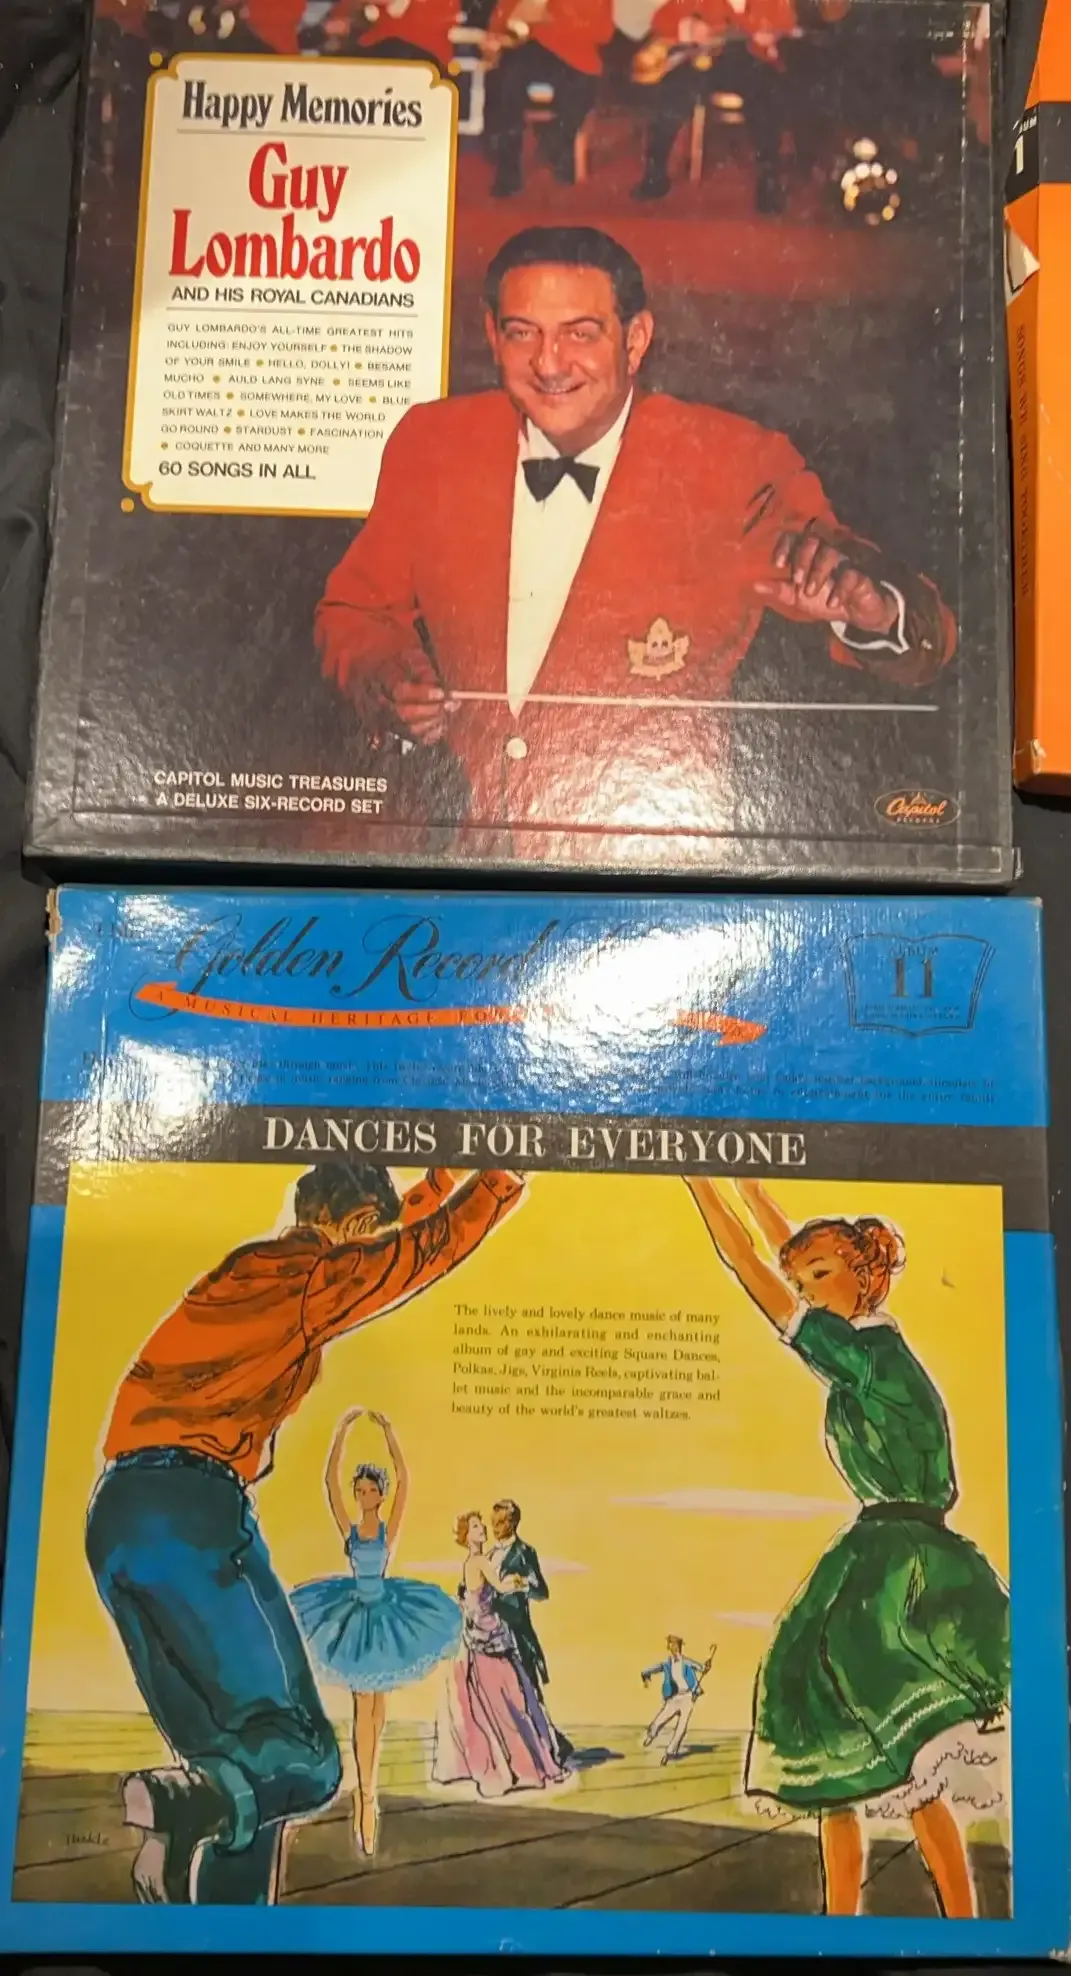 Happy Memories
Guy
Lombardo
AND HIS ROYAL CANADIANS
GUY LOMBARDO'S ALL-TIME GREATEST HITS
INCLUDING: ENJOY YOURSELF • THE SHADOW
OF YOUR SMILE • HELLO, DOLLY! • BESAME
MUCHO • AULD LANG SYNE • SEEMS LIKE
OLD TIMES • SOMEWHERE, MY LOVE • BLUE
SKIRT WALTZ • LOVE MAKES THE WORLD
GO ROUND • STARDUST • FASCINATION
• COQUETTE AND MANY MORE
60 SONGS IN ALL
CAPITOL MUSIC TREASURES
A DELUXE SIX-RECORD SET
Capitol
RECORDS
1
Golden Record
A MUSICAL HERITAGE
ALBUM
11
DANCES FOR EVERYONE
The lively and lovely dance music of many
lands. An exhilarating and enchanting
album of gay and exciting Square Dances,
Polkas, Jigs, Virginia Reels, captivating bal-
let music and the incomparable grace and
beauty of the world's greatest waltzes.